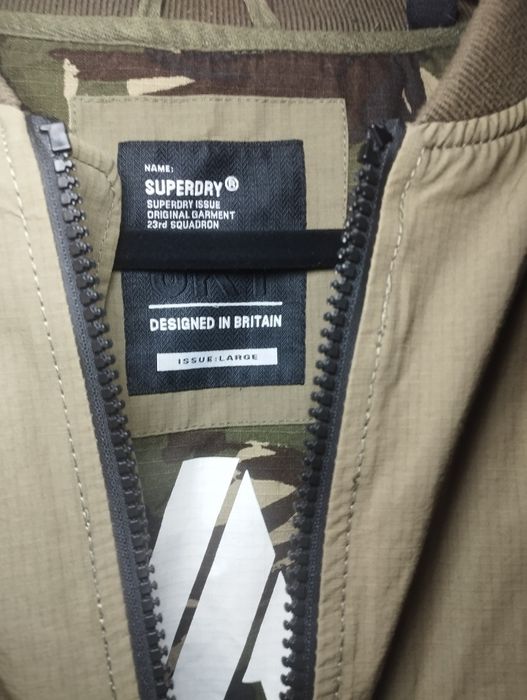 NAME:
SUPERDRY®
SUPERDRY ISSUE
ORIGINAL GARMENT
23rd SQUADRON
DESIGNED IN BRITAIN
ISSUE:LARGE